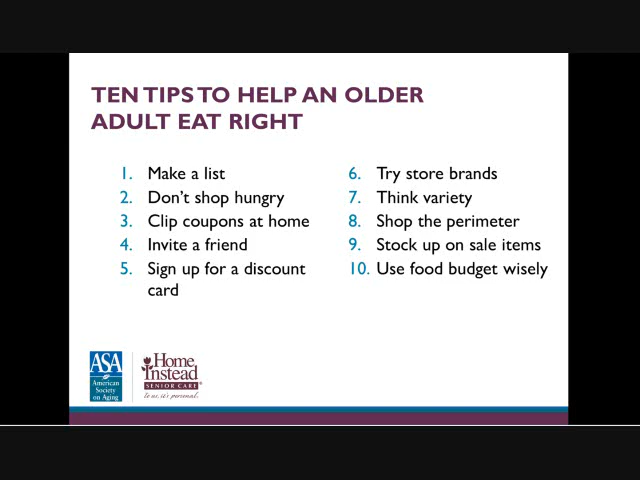 TEN TIPS TO HELP AN OLDER
ADULT EAT RIGHT
1. Make a list
2. Don't shop hungry
3. Clip coupons at home
4. Invite a friend
5. Sign up for a discount
card
6. Try store brands
7. Think variety
8. Shop the perimeter
9. Stock up on sale items
10. Use food budget wisely
ASA
American
Society
on Aging
Home
Instead
SENIOR CARE®
to us, it's personal.